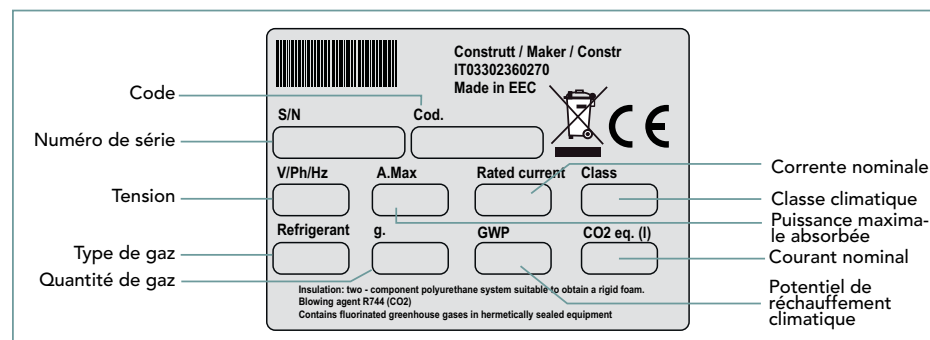 Construtt / Maker / Constr
IT03302360270
Made in EEC
Code
S/N
Cod.
Numéro de série
V/Ph/Hz
A.Max
Rated current
Class
Corrente nominale
Tension
Classe climatique
Puissance maxima-
le absorbée
Refrigerant
g.
GWP
CO2 eq. (l)
Type de gaz
Courant nominal
Quantité de gaz
Potentiel de
réchauffement
climatique
Insulation: two - component polyurethane system suitable to obtain a rigid foam.
Blowing agent R744 (CO2)
Contains fluorinated greenhouse gases in hermetically sealed equipment